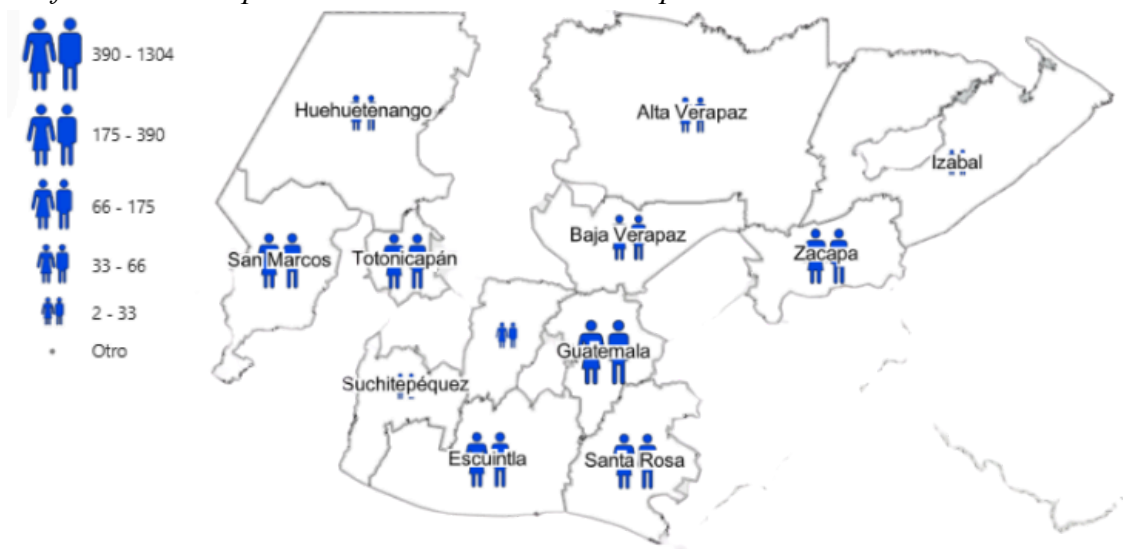 390 - 1304
175 - 390
66 - 175
33 - 66
2 - 33
Otro
Huehuetenango
Alta Verapaz
Izabal
San Marcos
Totonicapán
Baja Verapaz
Zacapa
Guatemala
Suchitepéquez
Escuintla
Santa Rosa